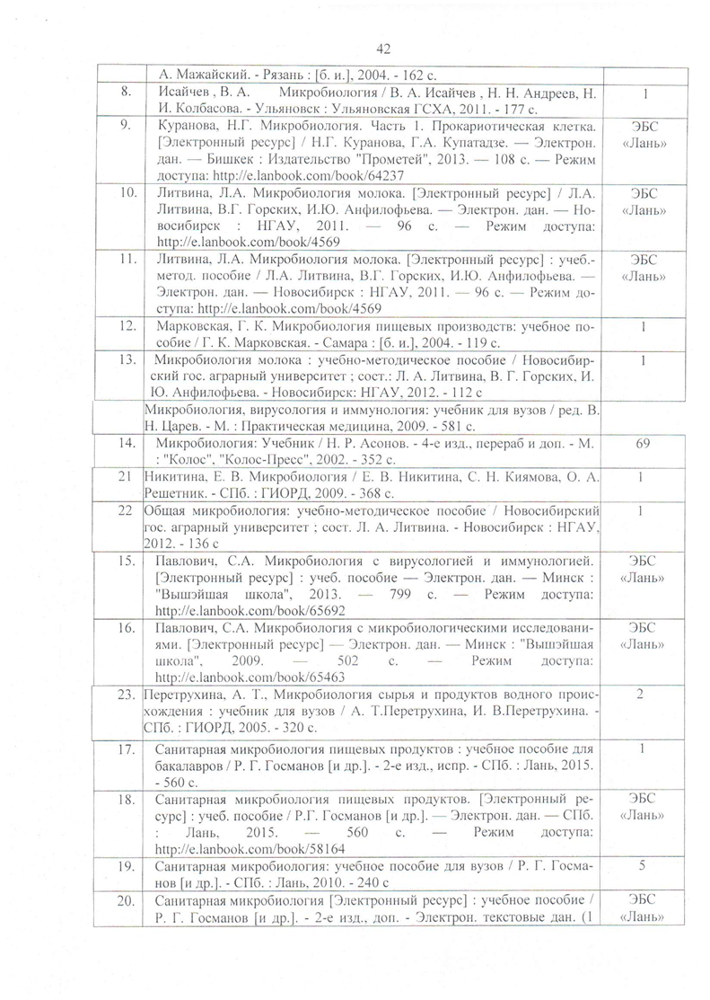 42
А. Мажайский. - Рязань : [б. и.], 2004. - 162 с.
8. Исайчев , В. А. Микробиология / В. А. Исайчев , Н. Н. Андреев, Н. 1
И. Колбасова. - Ульяновск : Ульяновская ГСХА, 2011. - 177 с.
9. Куранова, Н.Г. Микробиология. Часть 1. Прокариотическая клетка. ЭБС
[Электронный ресурс] / Н.Г. Куранова, Г.А. Купатадзе. — Электрон. «Лань»
дан. — Бишкек : Издательство "Прометей", 2013. — 108 с. — Режим
доступа: http://e.lanbook.com/book/64237
10. Литвина, Л.А. Микробиология молока. [Электронный ресурс] / Л.А. ЭБС
Литвина, В.Г. Горских, И.Ю. Анфилофьева. — Электрон. дан. — Но- «Лань»
восибирск : НГАУ, 2011. — 96 с. — Режим доступа:
http://e.lanbook.com/book/4569
11. Литвина, Л.А. Микробиология молока. [Электронный ресурс] : учеб.- ЭБС
метод. пособие / Л.А. Литвина, В.Г. Горских, И.Ю. Анфилофьева. — «Лань»
Электрон. дан. — Новосибирск : НГАУ, 2011. — 96 с. — Режим до-
ступа: http://e.lanbook.com/book/4569
12. Марковская, Г. К. Микробиология пищевых производств: учебное по- 1
собие / Г. К. Марковская. - Самара : [б. и.], 2004. - 119 с.
13. Микробиология молока : учебно-методическое пособие / Новосибир- 1
ский гос. аграрный университет ; сост.: Л. А. Литвина, В. Г. Горских, И.
Ю. Анфилофьева. - Новосибирск: НГАУ, 2012. - 112 с
Микробиология, вирусология и иммунология: учебник для вузов / ред. В.
Н. Царев. - М. : Практическая медицина, 2009. - 581 с.
14. Микробиология: Учебник / Н. Р. Асонов. - 4-е изд., перераб и доп. - М. 69
: "Колос", "Колос-Пресс", 2002. - 352 с.
21 Никитина, Е. В. Микробиология / Е. В. Никитина, С. Н. Киямова, О. А. 1
Решетник. - СПб. : ГИОРД, 2009. - 368 с.
22 Общая микробиология: учебно-методическое пособие / Новосибирский 1
гос. аграрный университет ; сост. Л. А. Литвина. - Новосибирск : НГАУ,
2012. - 136 с
15. Павлович, С.А. Микробиология с вирусологией и иммунологией. ЭБС
[Электронный ресурс] : учеб. пособие — Электрон. дан. — Минск : «Лань»
"Вышэйшая школа", 2013. — 799 с. — Режим доступа:
http://e.lanbook.com/book/65692
16. Павлович, С.А. Микробиология с микробиологическими исследовани- ЭБС
ями. [Электронный ресурс] — Электрон. дан. — Минск : "Вышэйшая «Лань»
школа", 2009. — 502 с. — Режим доступа:
http://e.lanbook.com/book/65463
23. Перетрухина, А. Т., Микробиология сырья и продуктов водного проис- 2
хождения : учебник для вузов / А. Т.Перетрухина, И. В.Перетрухина. -
СПб. : ГИОРД, 2005. - 320 с.
17. Санитарная микробиология пищевых продуктов : учебное пособие для 1
бакалавров / Р. Г. Госманов [и др.]. - 2-е изд., испр. - СПб. : Лань, 2015.
- 560 с.
18. Санитарная микробиология пищевых продуктов. [Электронный ре- ЭБС
сурс] : учеб. пособие / Р.Г. Госманов [и др.]. — Электрон. дан. — СПб. «Лань»
: Лань, 2015. — 560 с. — Режим доступа:
http://e.lanbook.com/book/58164
19. Санитарная микробиология: учебное пособие для вузов / Р. Г. Госма- 5
нов [и др.]. - СПб. : Лань, 2010. - 240 с
20. Санитарная микробиология [Электронный ресурс] : учебное пособие / ЭБС
Р. Г. Госманов [и др.]. - 2-е изд., доп. - Электрон. текстовые дан. (1 «Лань»